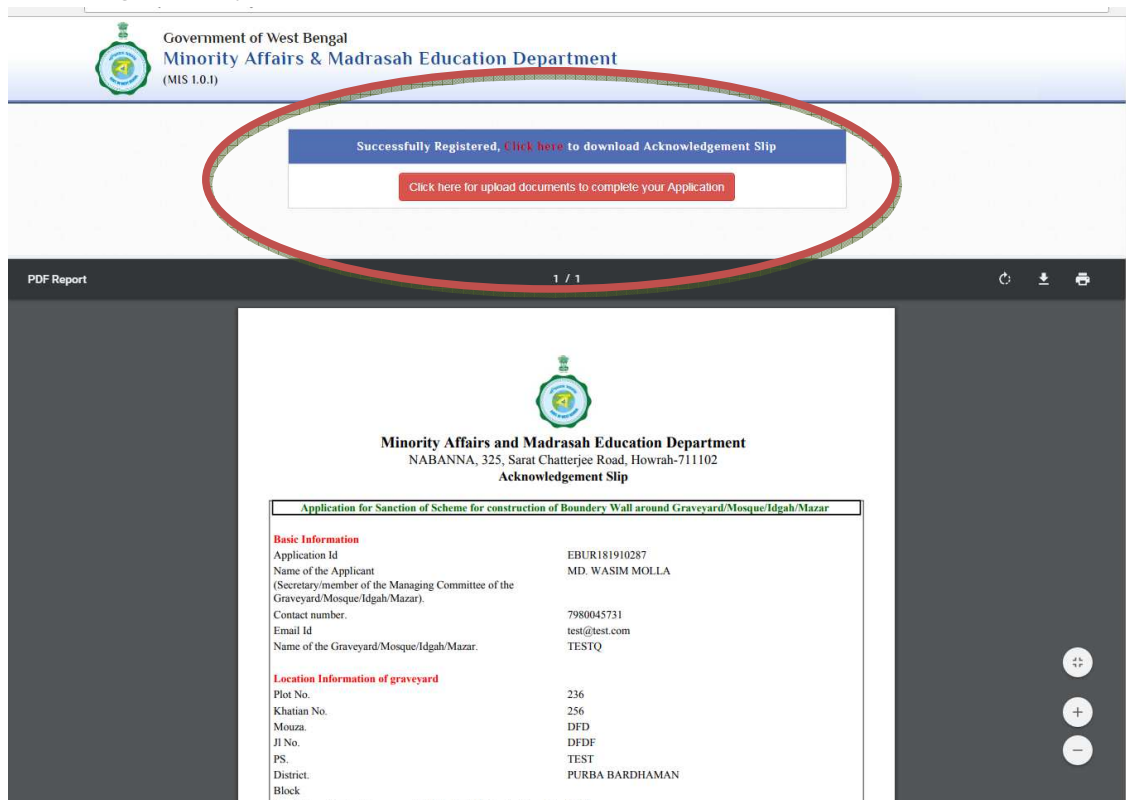 Government of West Bengal
Minority Affairs & Madrasah Education Department
(MIS 1.0.1)
Successfully Registered, Click here to download Acknowledgement Slip
Click here for upload documents to complete your Application
PDF Report 1 / 1
Minority Affairs and Madrasah Education Department
NABANNA, 325, Sarat Chatterjee Road, Howrah-711102
Acknowledgement Slip
Application for Sanction of Scheme for construction of Boundery Wall around Graveyard/Mosque/Idgah/Mazar
Basic Information
Application Id EBUR181910287
Name of the Applicant MD. WASIM MOLLA
(Secretary/member of the Managing Committee of the
Graveyard/Mosque/Idgah/Mazar).
Contact number. 7980045731
Email Id test@test.com
Name of the Graveyard/Mosque/Idgah/Mazar. TESTQ
Location Information of graveyard
Plot No. 236
Khatian No. 256
Mouza. DFD
Jl No. DFDF
PS. TEST
District. PURBA BARDHAMAN
Block